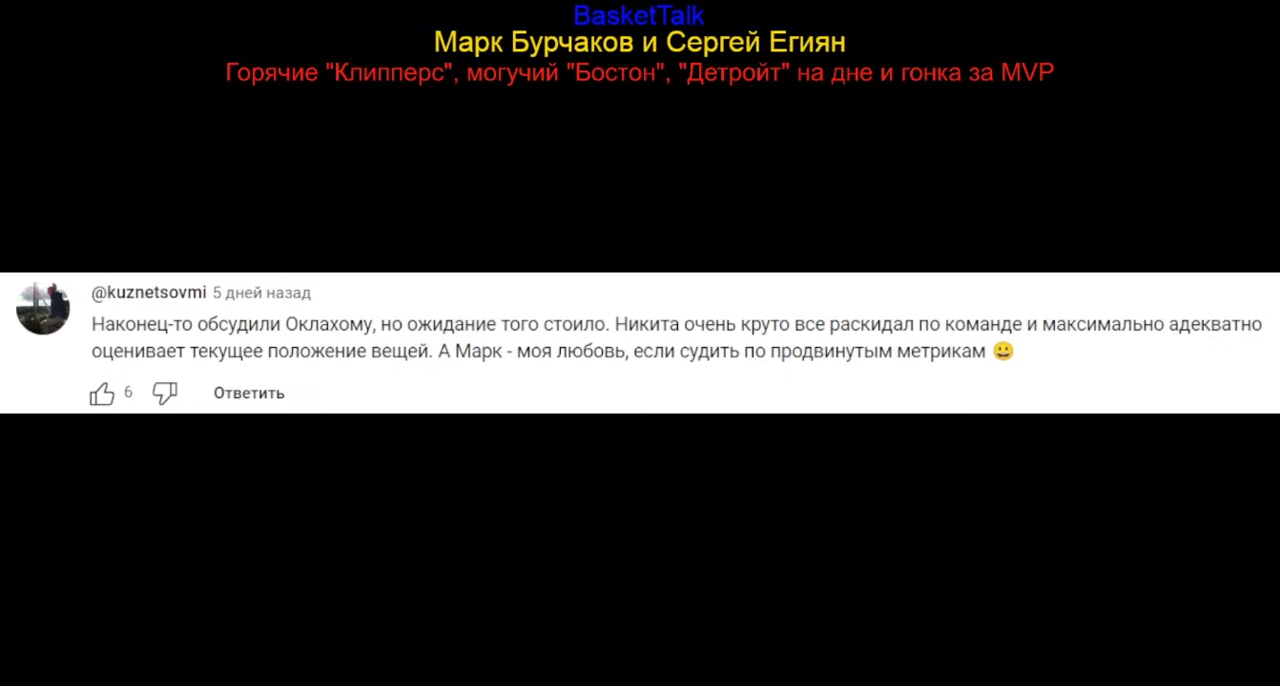 BasketTalk
Марк Бурчаков и Сергей Егиян
Горячие "Клипперс", могучий "Бостон", "Детройт" на дне и гонка за MVP
@kuznetsovmi 5 дней назад
Наконец-то обсудили Оклахому, но ожидание того стоило. Никита очень круто все раскидал по команде и максимально адекватно
оценивает текущее положение вещей. А Марк - моя любовь, если судить по продвинутым метрикам 😀
6 Ответить